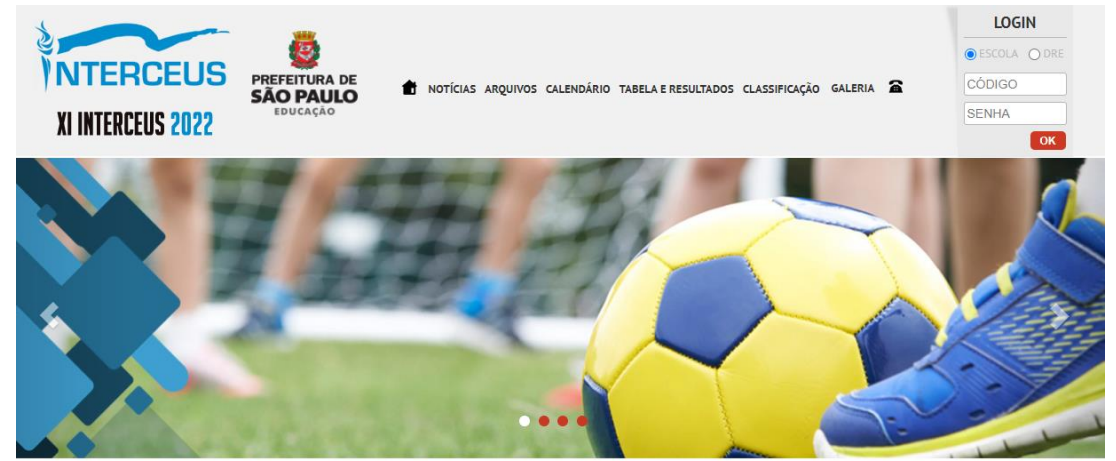 INTERCEUS
XI INTERCEUS 2022
PREFEITURA DE
SÃO PAULO
EDUCAÇÃO
NOTÍCIAS ARQUIVOS CALENDÁRIO TABELA E RESULTADOS CLASSIFICAÇÃO GALERIA
LOGIN
ESCOLA DRE
CÓDIGO
SENHA
OK